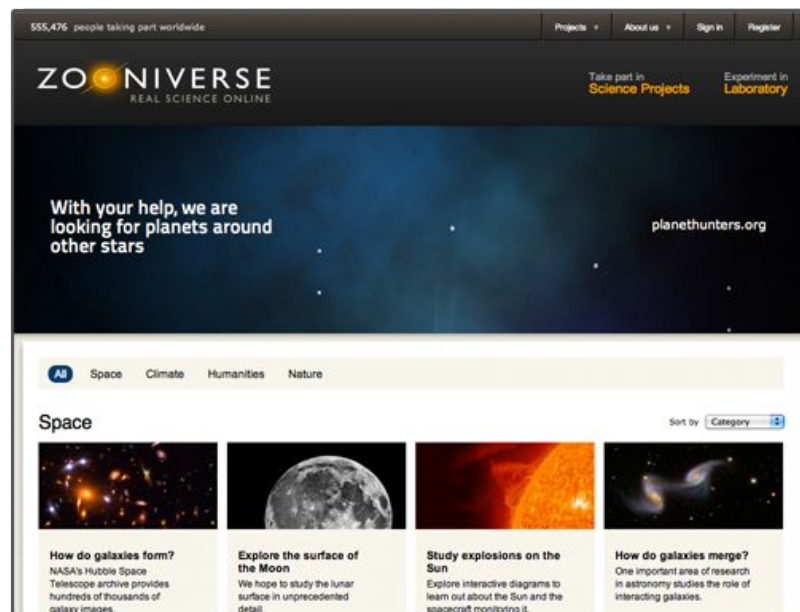 555,476 people taking part worldwide
Projects
About us
Sign in
Register
ZOONIVERSE
REAL SCIENCE ONLINE
Take part in
Science Projects
Experiment in
Laboratory
With your help, we are
looking for planets around
other stars
planethunters.org
All
Space
Climate
Humanities
Nature
Space
Sort by
Category
How do galaxies form?
NASA's Hubble Space
Telescope archive provides
hundreds of thousands of
galaxy images.
Explore the surface of
the Moon
We hope to study the lunar
surface in unprecedented
detail.
Study explosions on the
Sun
Explore interactive diagrams to
learn out about the Sun and the
spacecraft monitoring it.
How do galaxies merge?
One important area of research
in astronomy studies the role of
interacting galaxies.